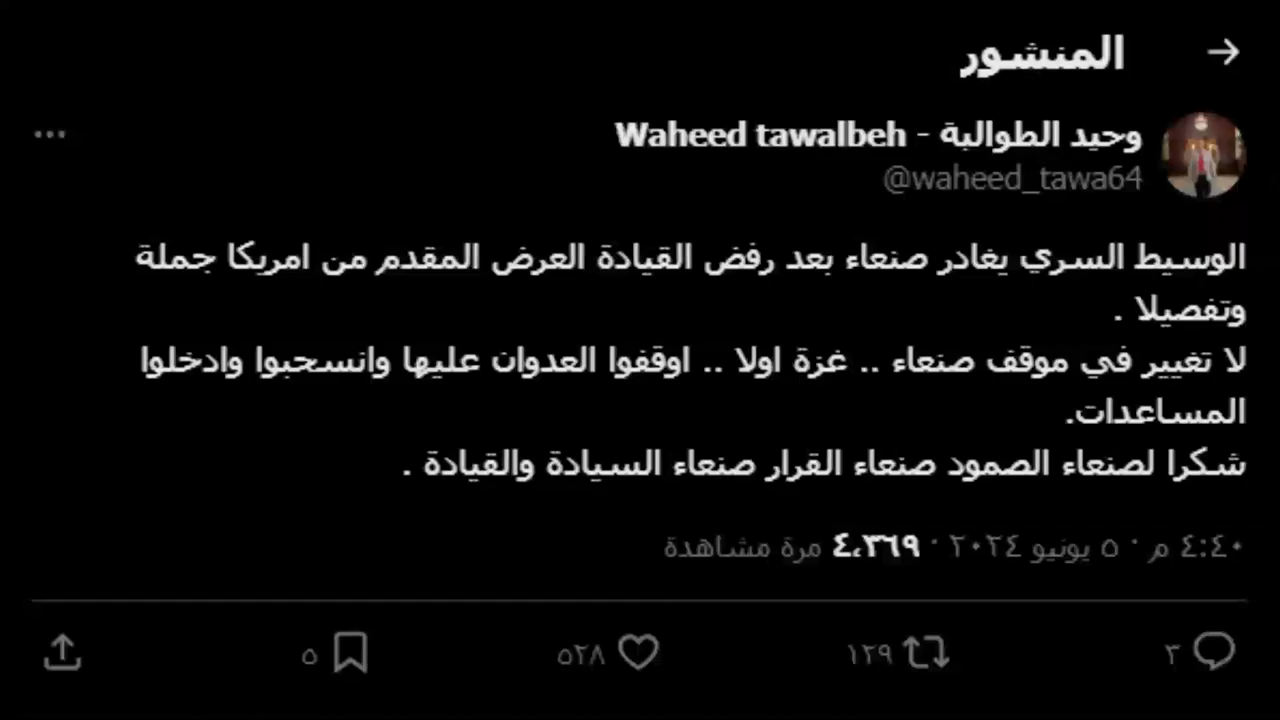 المنشور
وحيد الطوالبة - Waheed tawalbeh
@waheed_tawa64
الوسيط السري يغادر صنعاء بعد رفض القيادة العرض المقدم من امريكا جملة
وتفصيلا .
لا تغيير في موقف صنعاء .. غزة اولا .. اوقفوا العدوان عليها وانسحبوا وادخلوا
المساعدات.
شكرا لصنعاء الصمود صنعاء القرار صنعاء السيادة والقيادة .
٤:٤٠ م · ٥ يونيو ٢٠٢٤ · ٤،٣٦٩ مرة مشاهدة
٣ ١٢٩ ٥٢٨ ٥